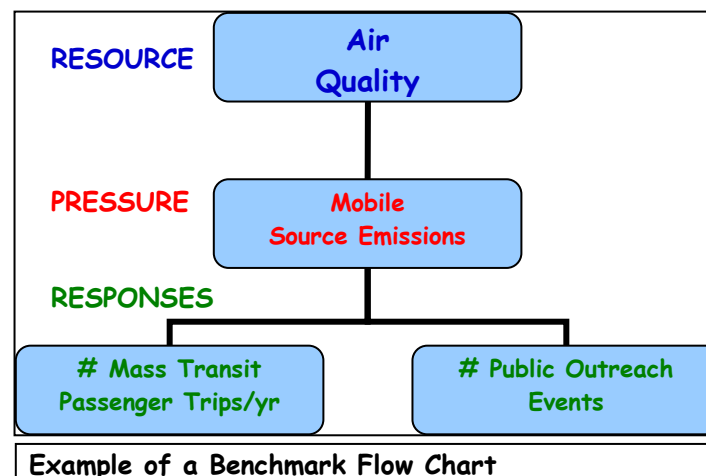 RESOURCE
Air
Quality
PRESSURE
Mobile
Source Emissions
RESPONSES
# Mass Transit
Passenger Trips/yr
# Public Outreach
Events
Example of a Benchmark Flow Chart